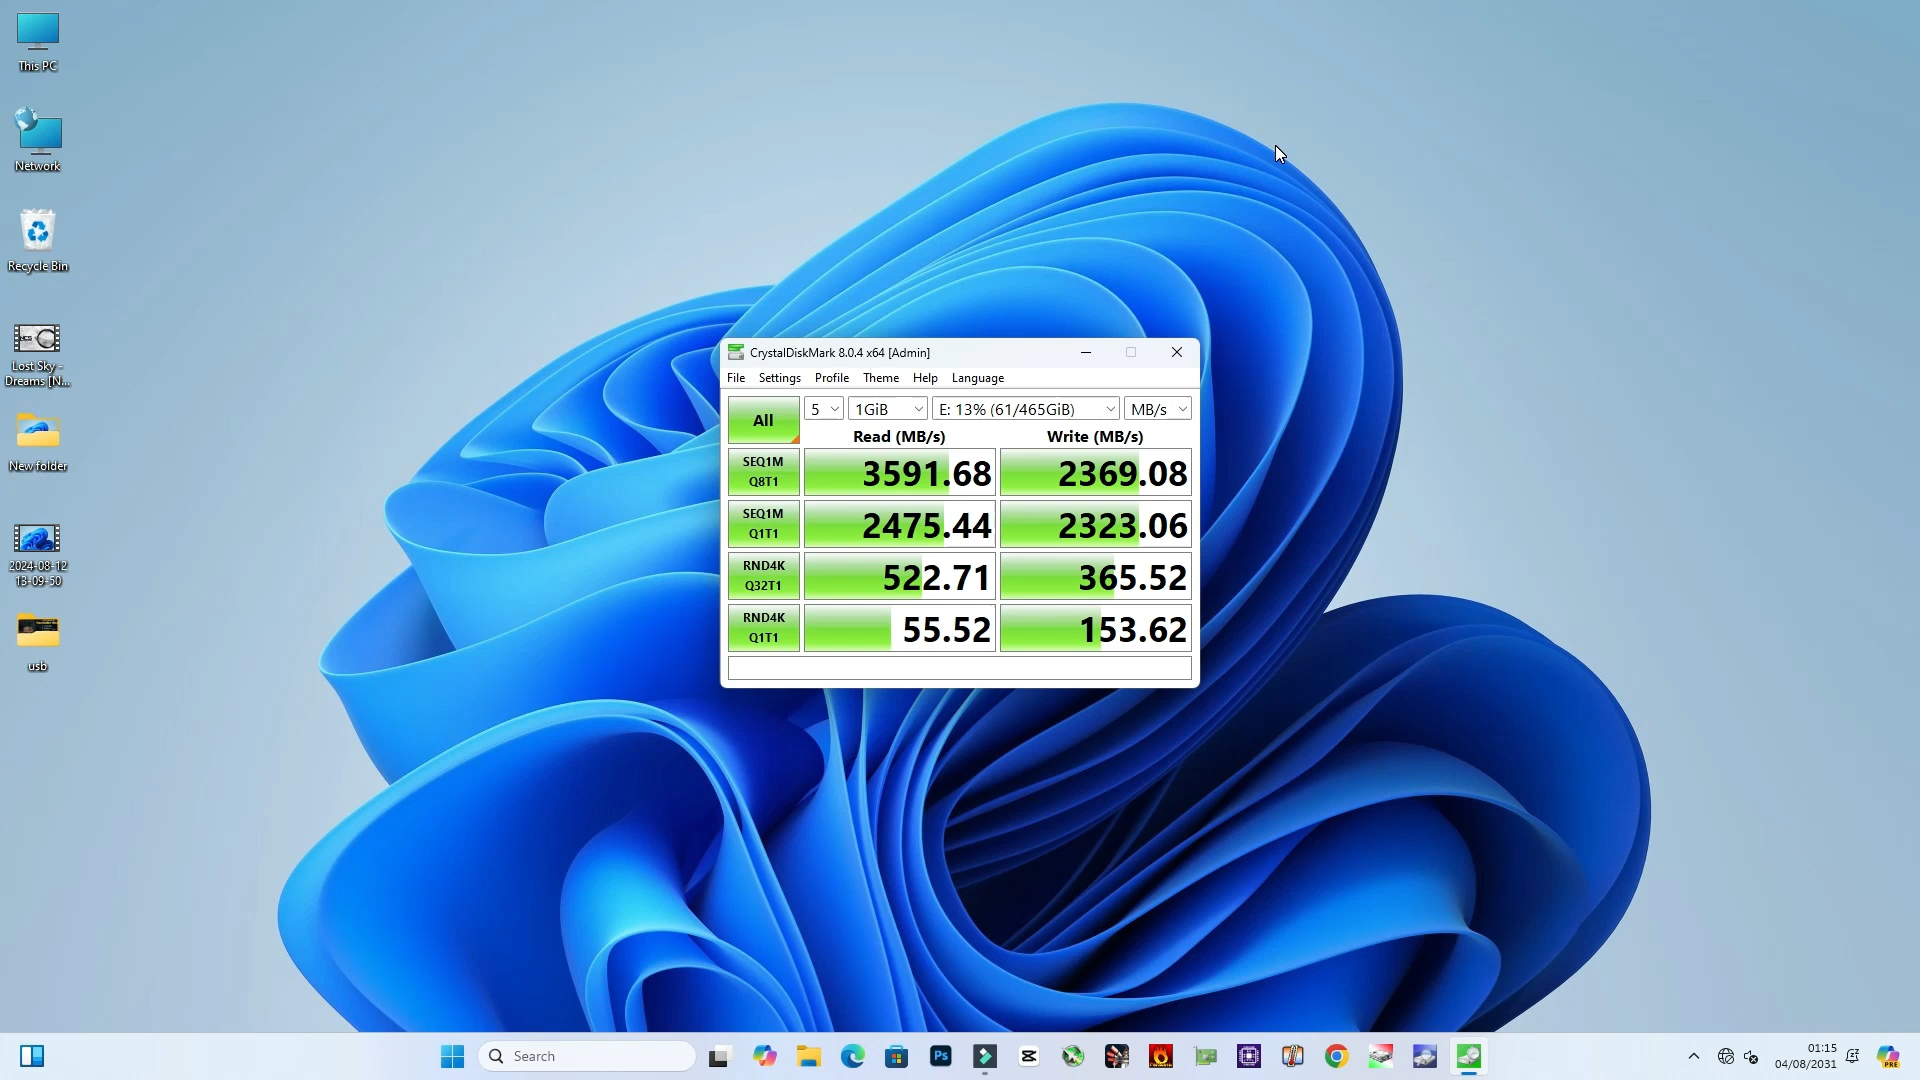 This PC
Network
Recycle Bin
Lost Sky -
Dreams [N...
New folder
2024-08-12
13-09-50
usb
CrystalDiskMark 8.0.4 x64 [Admin]
File Settings Profile Theme Help Language
All
5 1GiB E: 13% (61/465GiB) MB/s
Read (MB/s) Write (MB/s)
SEQ1M
Q8T1
3591.68 2369.08
SEQ1M
Q1T1
2475.44 2323.06
RND4K
Q32T1
522.71 365.52
RND4K
Q1T1
55.52 153.62
Search
Ps
01:15
04/08/2031
PRE